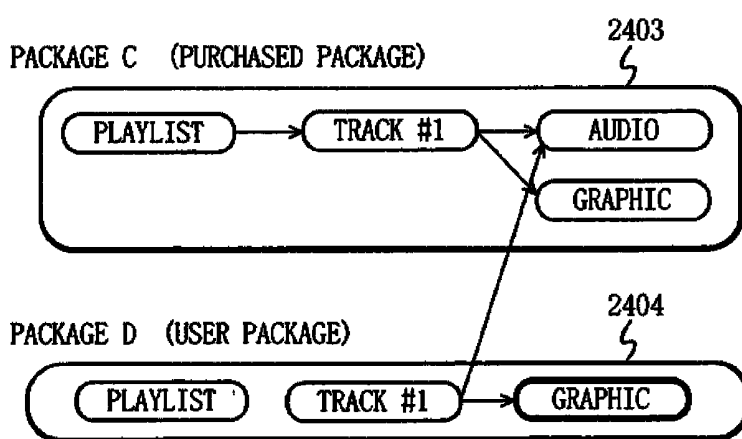 2403
PACKAGE C (PURCHASED PACKAGE)
PLAYLIST TRACK #1 AUDIO
GRAPHIC
2404
PACKAGE D (USER PACKAGE)
PLAYLIST TRACK #1 GRAPHIC